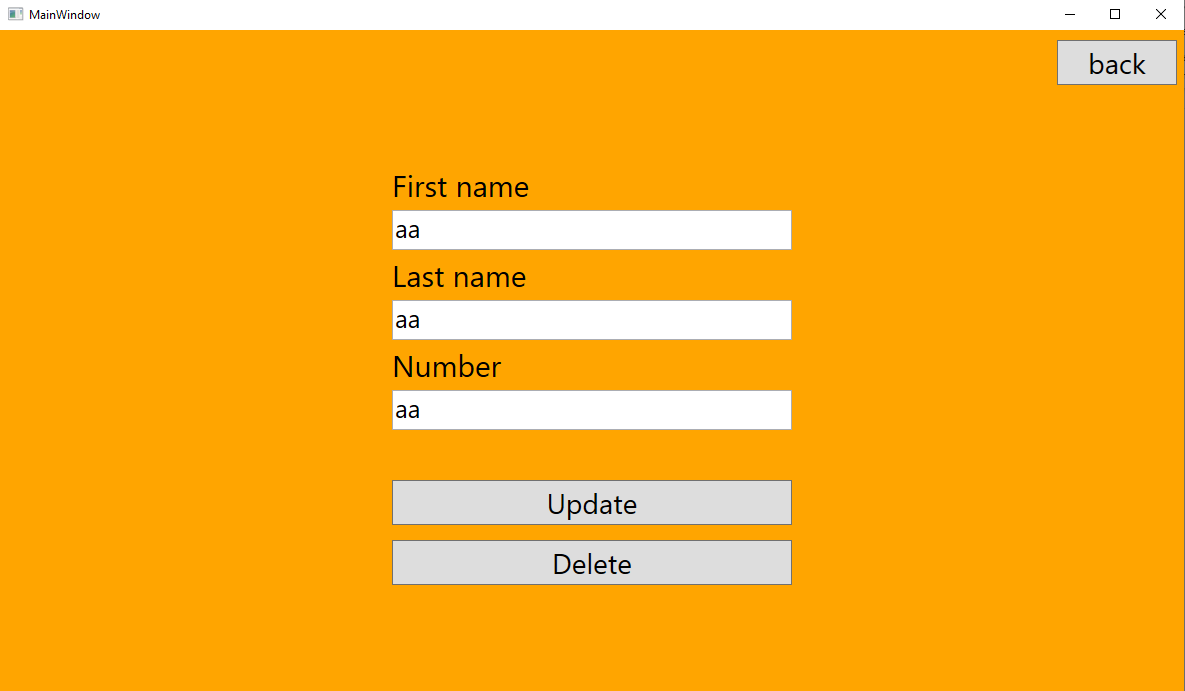 MainWindow
back
First name
aa
Last name
aa
Number
aa
Update
Delete